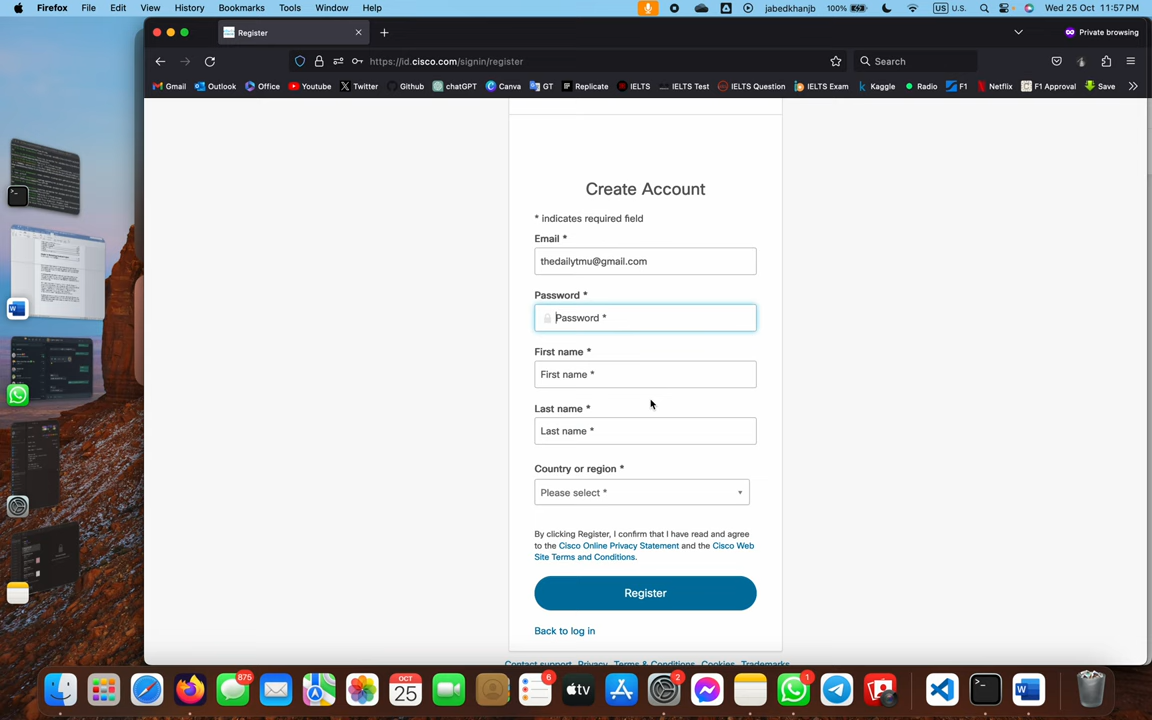 Firefox File Edit View History Bookmarks Tools Window Help jabedkhanjb 100% US U.S. Wed 25 Oct 11:57 PM
Register Private browsing
https://id.cisco.com/signin/register Search
Gmail Outlook Office Youtube Twitter Github chatGPT Canva GT Replicate IELTS IELTS Test IELTS Question IELTS Exam Kaggle Radio F1 Netflix F1 Approval Save
Create Account
* indicates required field
Email *
thedailytmu@gmail.com
Password *
Password *
First name *
First name *
Last name *
Last name *
Country or region *
Please select *
By clicking Register, I confirm that I have read and agree
to the Cisco Online Privacy Statement and the Cisco Web
Site Terms and Conditions.
Register
Back to log in
Contact support Privacy Terms & Conditions Cookies Trademarks
875 OCT 25 6 tv 2 1